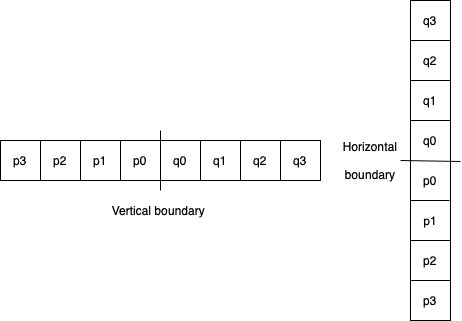 q3
q2
q1
q0
p3 p2 p1 p0 q0 q1 q2 q3
Horizontal
boundary
p0
p1
p2
p3
Vertical boundary